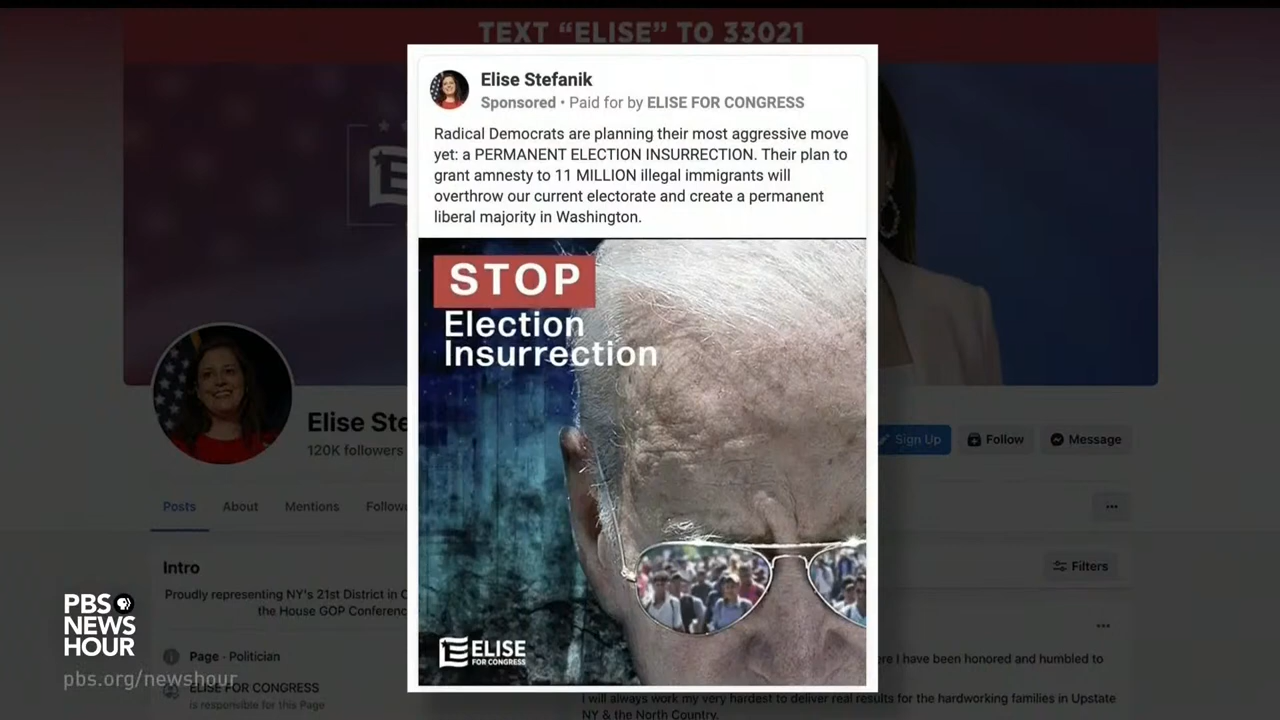 TEXT “ELISE” TO 33021
Elise Stefanik
Sponsored · Paid for by ELISE FOR CONGRESS
Radical Democrats are planning their most aggressive move
yet: a PERMANENT ELECTION INSURRECTION. Their plan to
grant amnesty to 11 MILLION illegal immigrants will
overthrow our current electorate and create a permanent
liberal majority in Washington.
STOP
Election
Insurrection
ELISE
FOR CONGRESS
E
Elise Ste
120K followers
Sign Up
Follow
Message
Posts
About
Mentions
Follow
...
Intro
Filters
Proudly representing NY's 21st District in C
the House GOP Conferenc
...
Page · Politician
ELISE FOR CONGRESS
is responsible for this Page
re I have been honored and humbled to
I will always work my very hardest to deliver real results for the hardworking families in Upstate
NY & the North Country.
PBS
NEWS
HOUR
pbs.org/newshour